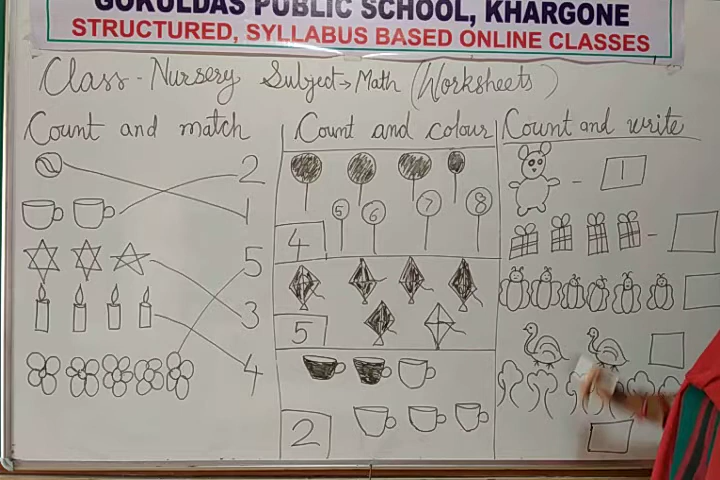 GOKULDAS PUBLIC SCHOOL, KHARGONE
STRUCTURED, SYLLABUS BASED ONLINE CLASSES
Class - Nursery Subject → Math (Worksheets)
Count and match
2
1
5
3
4
Count and colour
5 6 7 8
4
5
2
Count and write
- 1
-